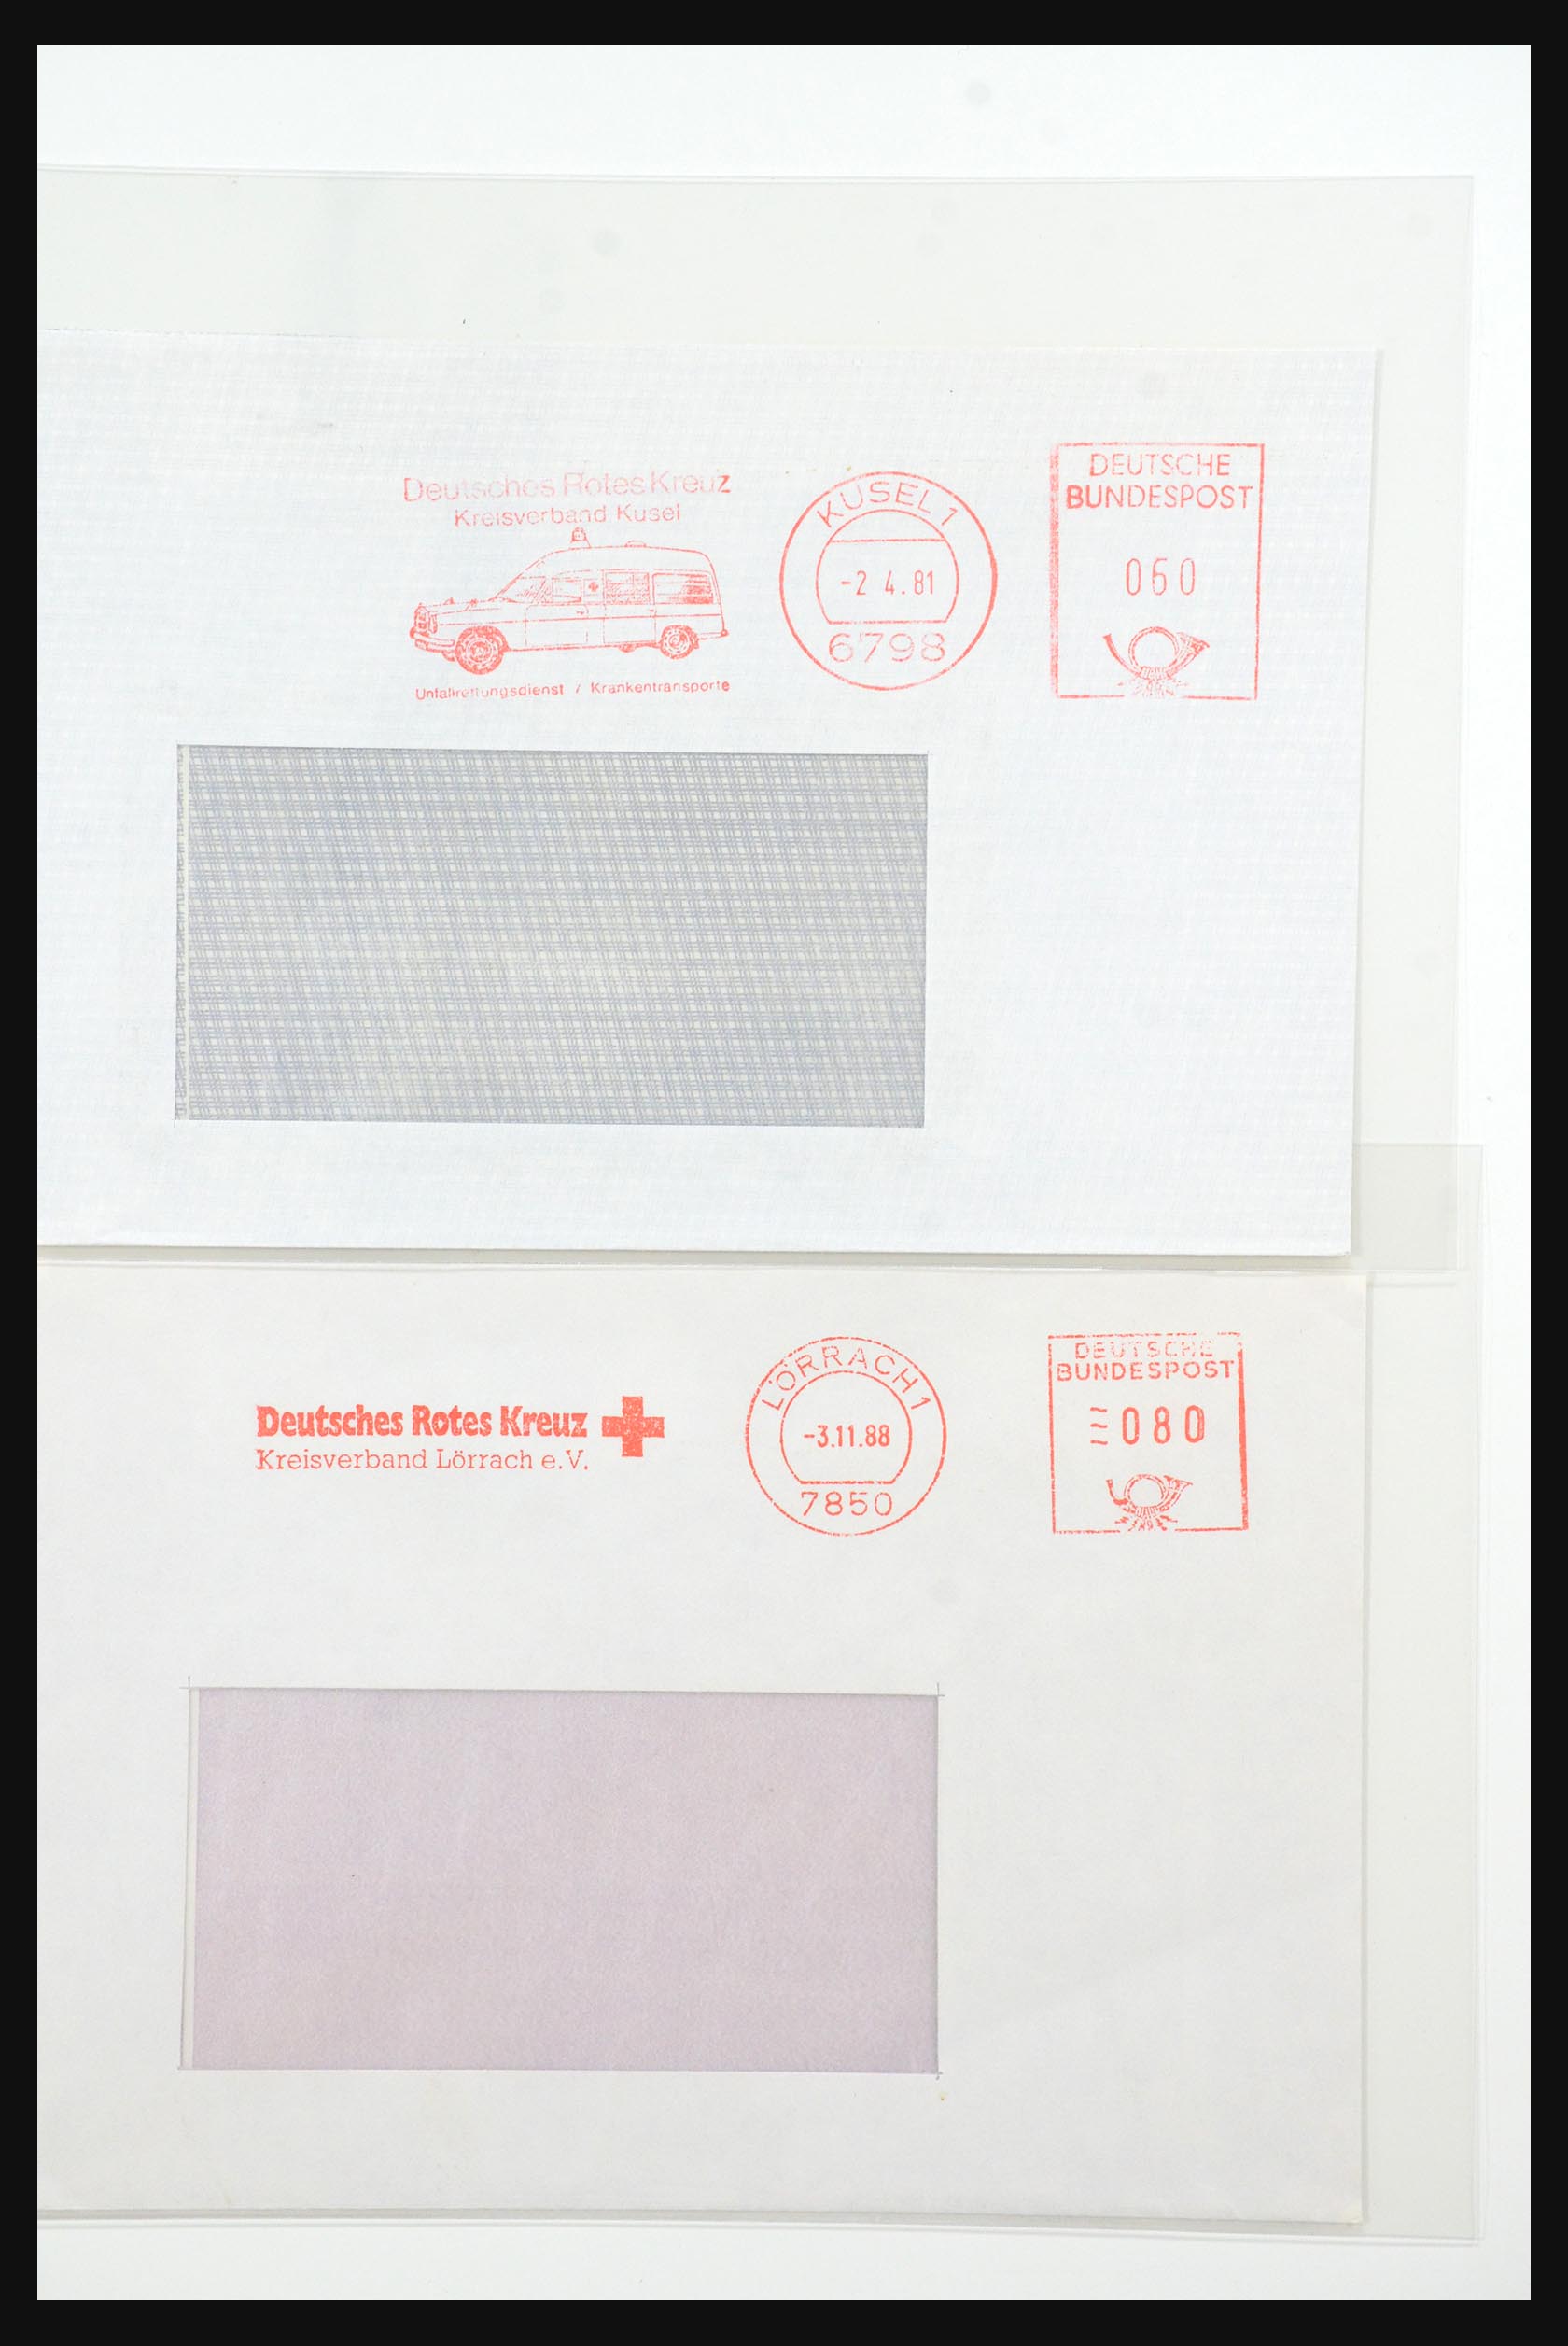 Deutsches Rotes Kreuz
Kreisverband Kusel
Unfallrettungsdienst / Krankentransporte
KUSEL 1
-2 4.81
6798
DEUTSCHE
BUNDESPOST
060
Deutsches Rotes Kreuz
Kreisverband Lörrach e.V.
LÖRRACH 1
-3.11.88
7850
DEUTSCHE
BUNDESPOST
080